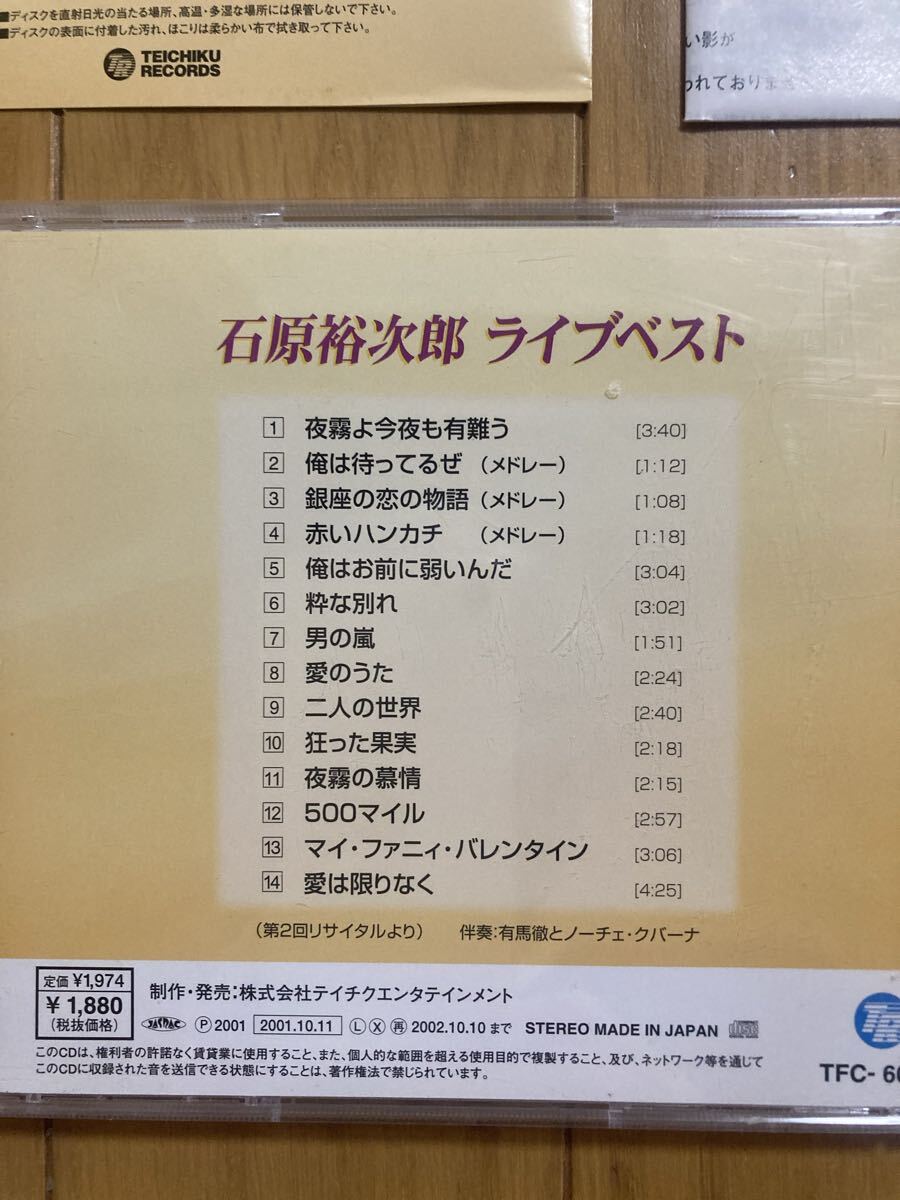 ■ディスクを直射日光の当たる場所、高温・多湿な場所には保管しないで下さい。
■ディスクの表面に付着した汚れ、ほこりは柔らかい布で拭き取って下さい。
TEICHIKU
RECORDS
い影が
われており
石原裕次郎 ライブベスト
1 夜霧よ今夜も有難う [3:40]
2 俺は待ってるぜ (メドレー) [1:12]
3 銀座の恋の物語 (メドレー) [1:08]
4 赤いハンカチ (メドレー) [1:18]
5 俺はお前に弱いんだ [3:04]
6 粋な別れ [3:02]
7 男の嵐 [1:51]
8 愛のうた [2:24]
9 二人の世界 [2:40]
10 狂った果実 [2:18]
11 夜霧の慕情 [2:15]
12 500マイル [2:57]
13 マイ・ファニィ・バレンタイン [3:06]
14 愛は限りなく [4:25]
(第2回リサイタルより) 伴奏:有馬徹とノーチェ・クバーナ
定価 ¥1,974
¥1,880
(税抜価格)
制作・発売:株式会社テイチクエンタテインメント
JASRAC Ⓟ2001 2001.10.11 Ⓛ Ⓧ ㊢ 2002.10.10 まで STEREO MADE IN JAPAN
このCDは、権利者の許諾なく賃貸業に使用すること、また、個人的な範囲を超える使用目的で複製すること、及び、ネットワーク等を通じて
このCDに収録された音を送信できる状態にすることは、著作権法で禁じられています。
TFC-